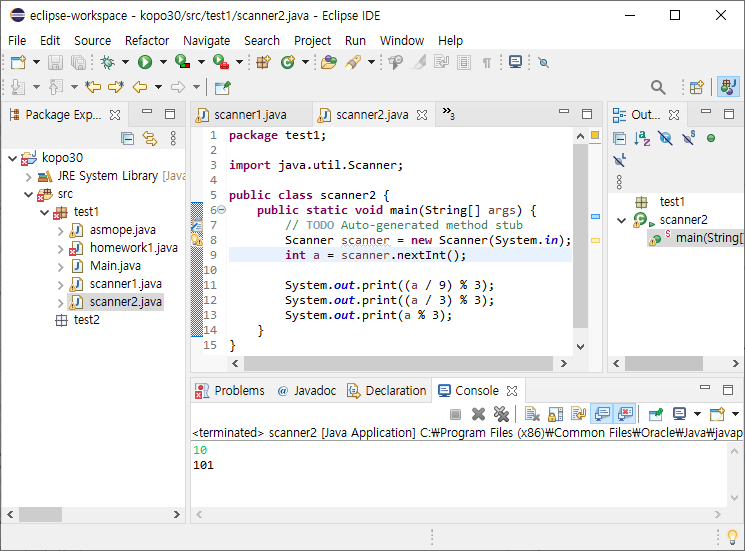 eclipse-workspace - kopo30/src/test1/scanner2.java - Eclipse IDE
File Edit Source Refactor Navigate Search Project Run Window Help
Package Exp...
kopo30
JRE System Library [Java
src
test1
asmope.java
homework1.java
Main.java
scanner1.java
scanner2.java
test2
scanner1.java scanner2.java »3
1 package test1;
2
3 import java.util.Scanner;
4
5 public class scanner2 {
6 public static void main(String[] args) {
7 // TODO Auto-generated method stub
8 Scanner scanner = new Scanner(System.in);
9 int a = scanner.nextInt();
10
11 System.out.print((a / 9) % 3);
12 System.out.print((a / 3) % 3);
13 System.out.print(a % 3);
14 }
15 }
Out...
test1
scanner2
main(String[
Problems @ Javadoc Declaration Console
<terminated> scanner2 [Java Application] C:₩Program Files (x86)₩Common Files₩Oracle₩Java₩javap
10
101